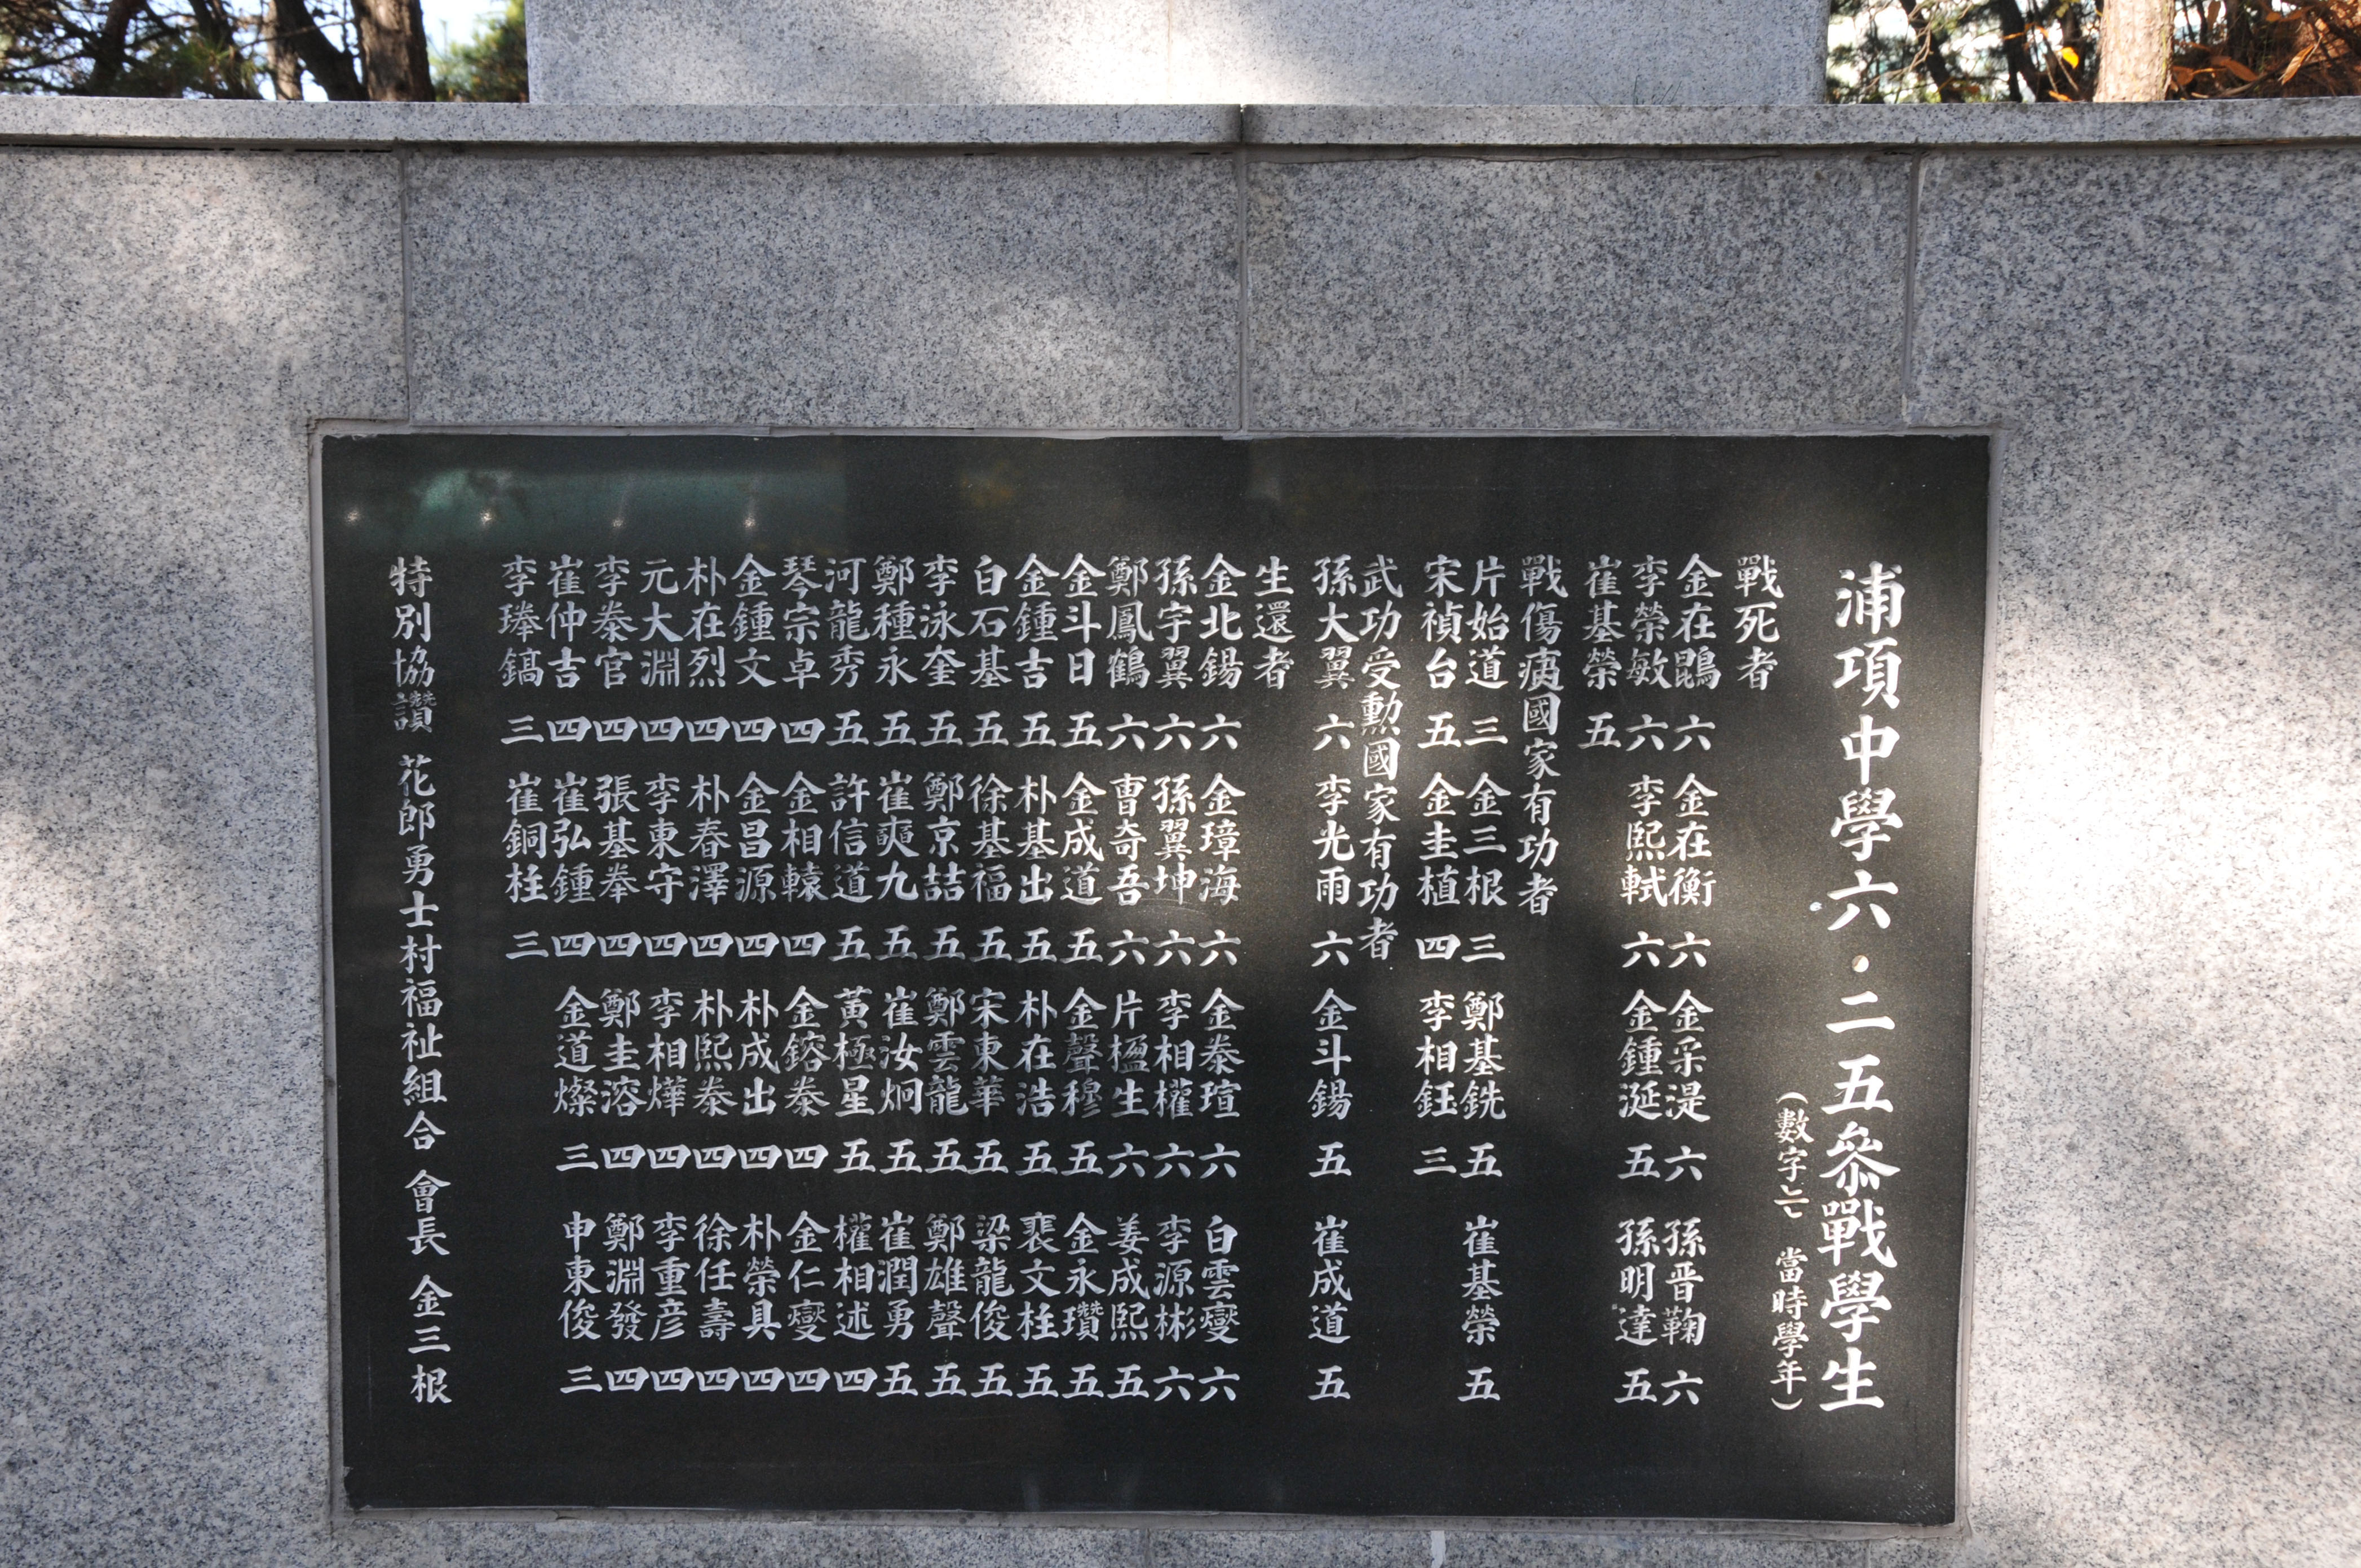 浦項中學六・二五參戰學生
(數字는 當時學年)
戰死者
金在鵾 六 金在衡 六 金采湜 六 孫晋鞠 六
李榮敏 六 李熙軾 六 金鍾涎 五 孫明達 五
崔基榮 五
戰傷痍國家有功者
片始道 三 金三根 三 鄭基銑 五 崔基榮 五
宋禎台 五 金圭植 四 李相鈺 三
武功受勳國家有功者
孫大翼 六 李光雨 六 金斗錫 五 崔成道 五
生還者
金北錫 六 金璋海 六 金泰瑄 六 白雲燮 六
孫宇翼 六 孫翼坤 六 李相權 六 李源彬 六
鄭鳳鶴 六 曺奇吾 六 片楹生 六 姜成熙 五
金斗日 五 金成道 五 金聲穆 五 金永瓚 五
金鍾吉 五 朴基出 五 朴在浩 五 裵文柱 五
白石基 五 徐基福 五 宋東華 五 梁龍俊 五
李泳奎 五 鄭京喆 五 鄭雲龍 五 鄭雄聲 五
鄭種永 五 崔奭九 五 崔汝炯 五 崔潤勇 五
河龍秀 五 許信道 五 黃極星 五 權相述 四
琴宗卓 四 金相轅 四 金鎔泰 四 金仁燮 四
金鍾文 四 金昌源 四 朴成出 四 朴榮具 四
朴在烈 四 朴春澤 四 朴熙泰 四 徐任壽 四
元大淵 四 李東守 四 李相燁 四 李重彦 四
李泰官 四 張基奉 四 鄭圭溶 四 鄭淵發 四
崔仲吉 四 崔弘鍾 四 金道燦 三 申東俊 三
李琫鎬 三 崔銅柱 三
特別協讚 花郎勇士村福祉組合 會長 金三根